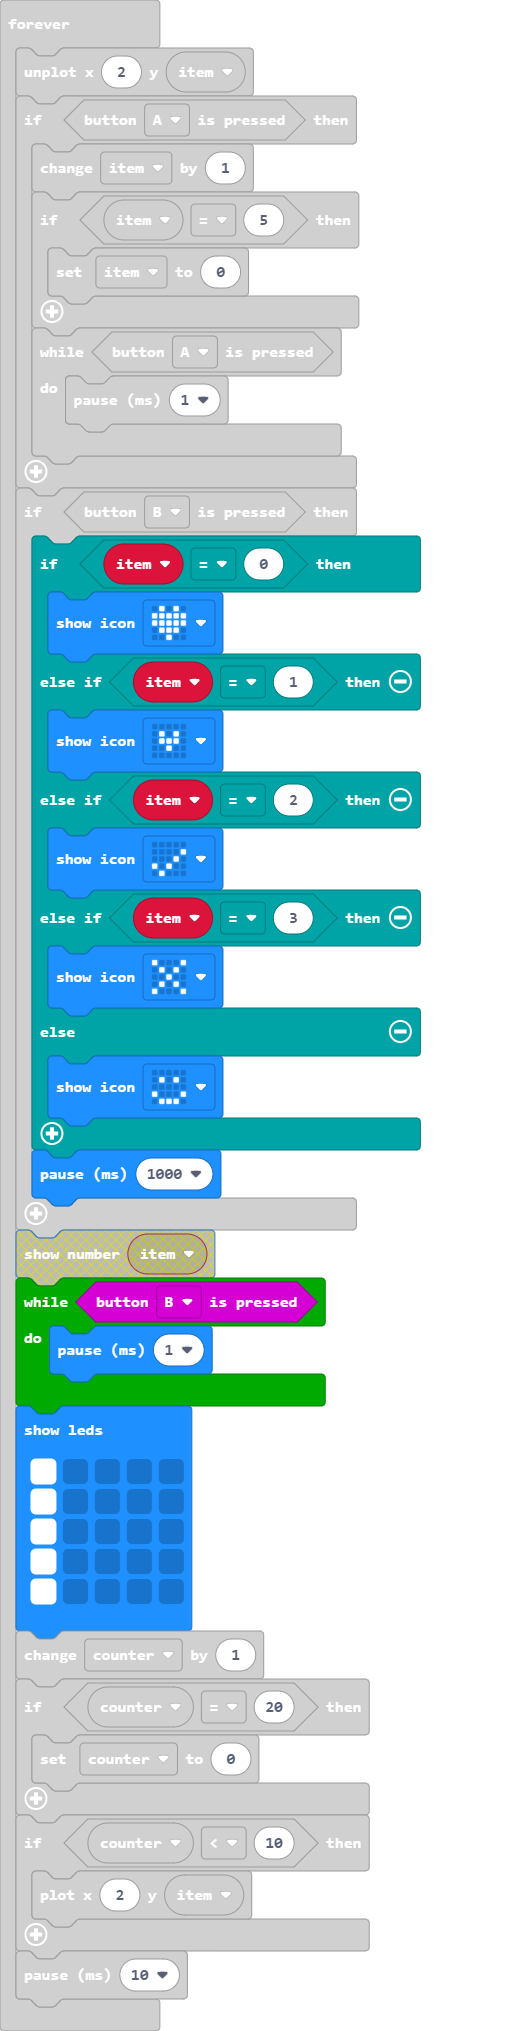 forever
unplot x 2 y item
if button A is pressed then
change item by 1
if item = 5 then
set item to 0
while button A is pressed
do
pause (ms) 1
if button B is pressed then
if item = 0 then
show icon
else if item = 1 then
show icon
else if item = 2 then
show icon
else if item = 3 then
show icon
else
show icon
pause (ms) 1000
show number item
while button B is pressed
do
pause (ms) 1
show leds
change counter by 1
if counter = 20 then
set counter to 0
if counter < 10 then
plot x 2 y item
pause (ms) 10